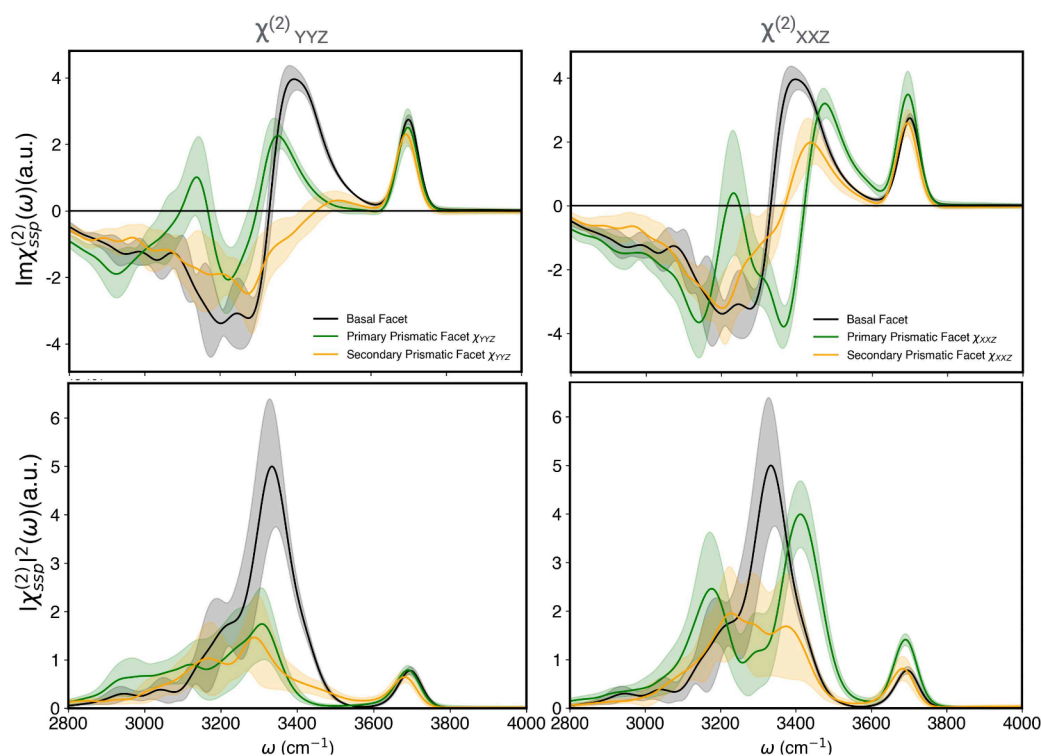 χ(2) YYZ
χ(2)XXZ
Imχ(2)ssp(ω)(a.u.)
4
2
0
-2
-4
Basal Facet
Primary Prismatic Facet χYYZ
Secondary Prismatic Facet χYYZ
4
2
0
-2
-4
Basal Facet
Primary Prismatic Facet χXXZ
Secondary Prismatic Facet χXXZ
|χ(2)ssp|2(ω)(a.u.)
6
5
4
3
2
1
0
2800 3000 3200 3400 3600 3800 4000
ω (cm-1)
6
5
4
3
2
1
0
2800 3000 3200 3400 3600 3800 4000
ω (cm-1)